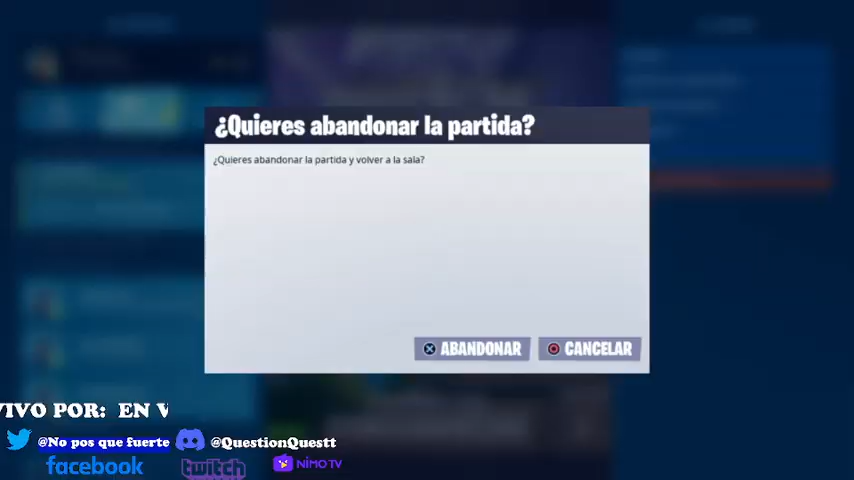 ¿Quieres abandonar la partida?
¿Quieres abandonar la partida y volver a la sala?
ABANDONAR CANCELAR
VIVO POR: EN V
@No pos que fuerte @QuestionQuestt
facebook twitch NIMO TV